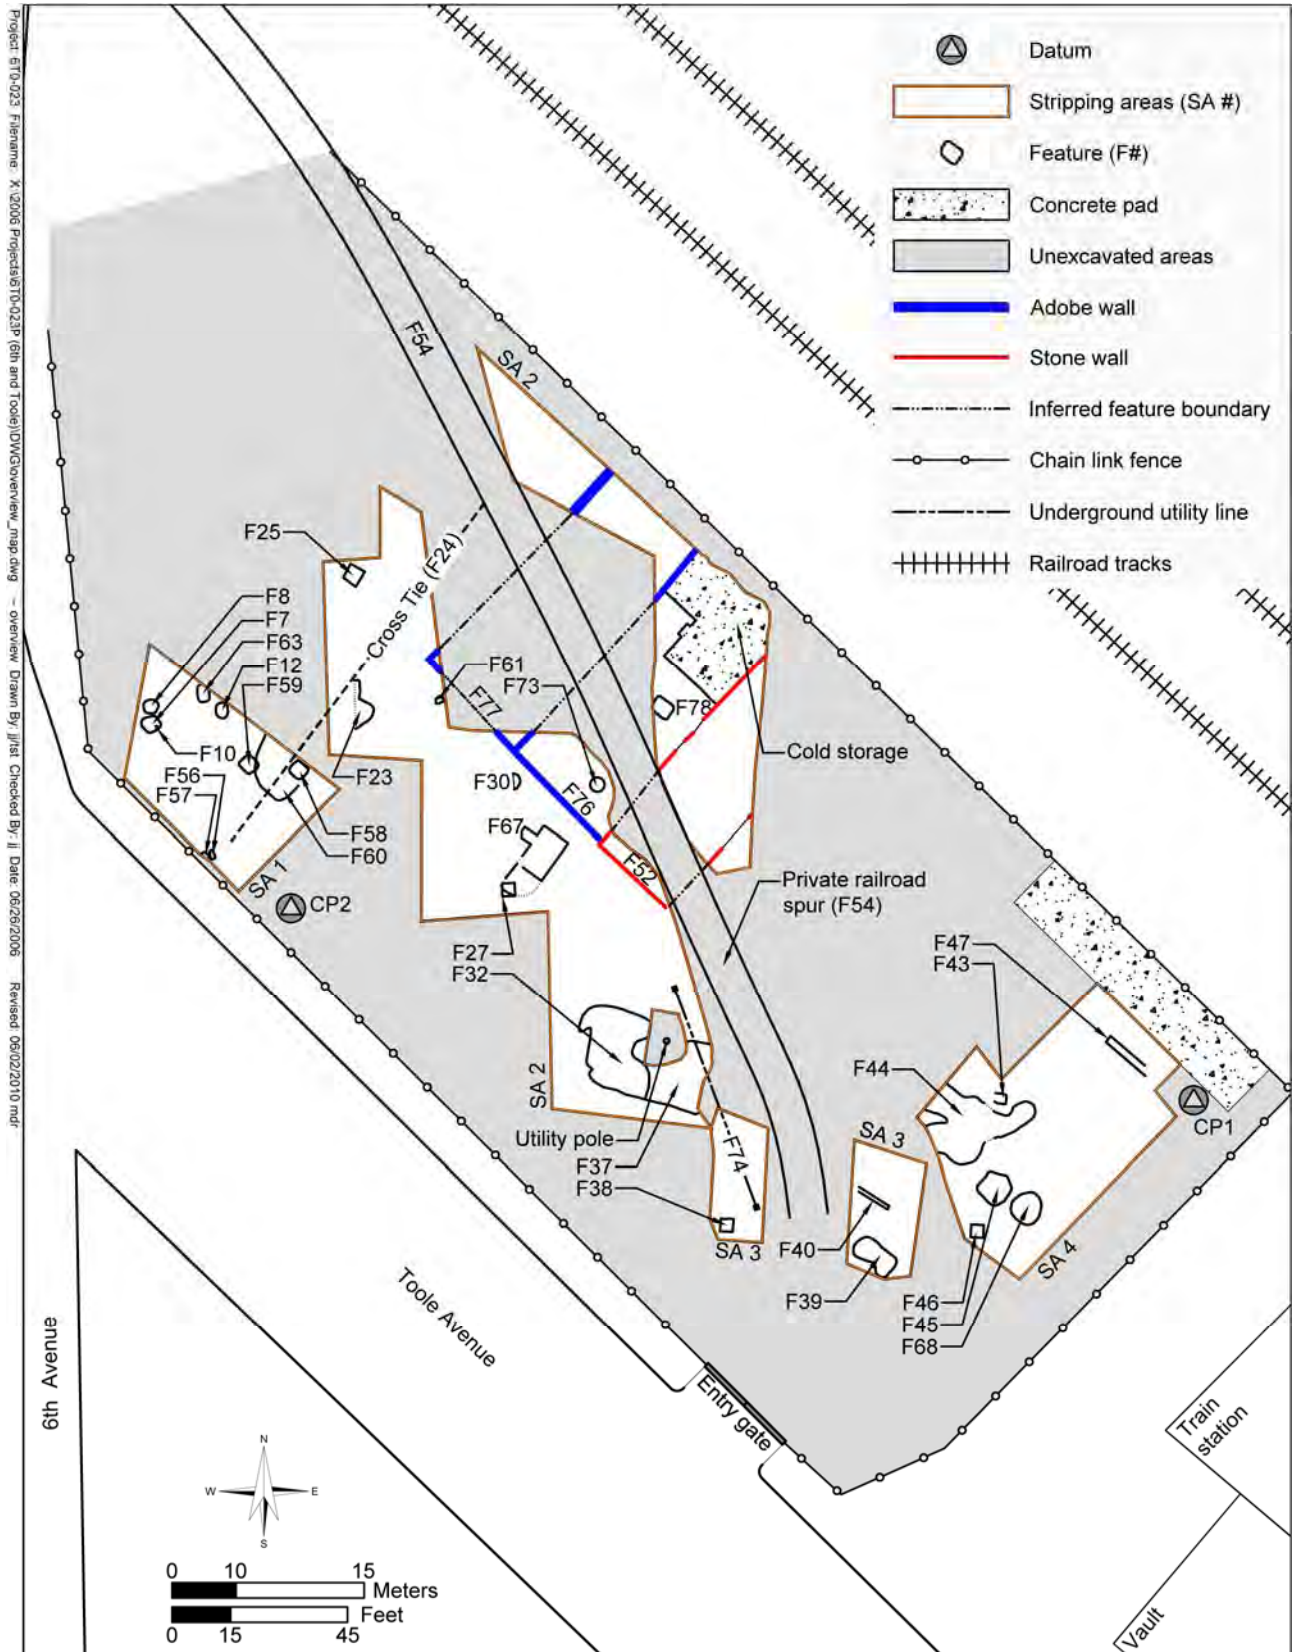 Project: 6T0-023 Filename: X:\2006 Projects\6T0-023P (6th and Toole)\DWG\overview_map.dwg - overview Drawn By: jj/tst Checked By: jj Date: 06/26/2006 Revised 06/02/2010 mdr
Datum
Stripping areas (SA #)
Feature (F#)
Concrete pad
Unexcavated areas
Adobe wall
Stone wall
Inferred feature boundary
Chain link fence
Underground utility line
Railroad tracks
F54
SA 2
F25
Cross Tie (F24)
F8
F7
F63
F12
F59
F61
F73
F77
F78
Cold storage
F10
F56
F57
F23
F30
F76
F58
F60
F67
F52
SA 1
CP2
Private railroad
spur (F54)
F27
F32
F47
F43
F44
SA 2
CP1
Utility pole
F37
F38
F74
SA 3
SA 3
F40
F39
SA 4
F46
F45
F68
Toole Avenue
6th Avenue
Entry gate
Train
station
Vault
N
W E
S
0 10 15
Meters
Feet
0 15 45